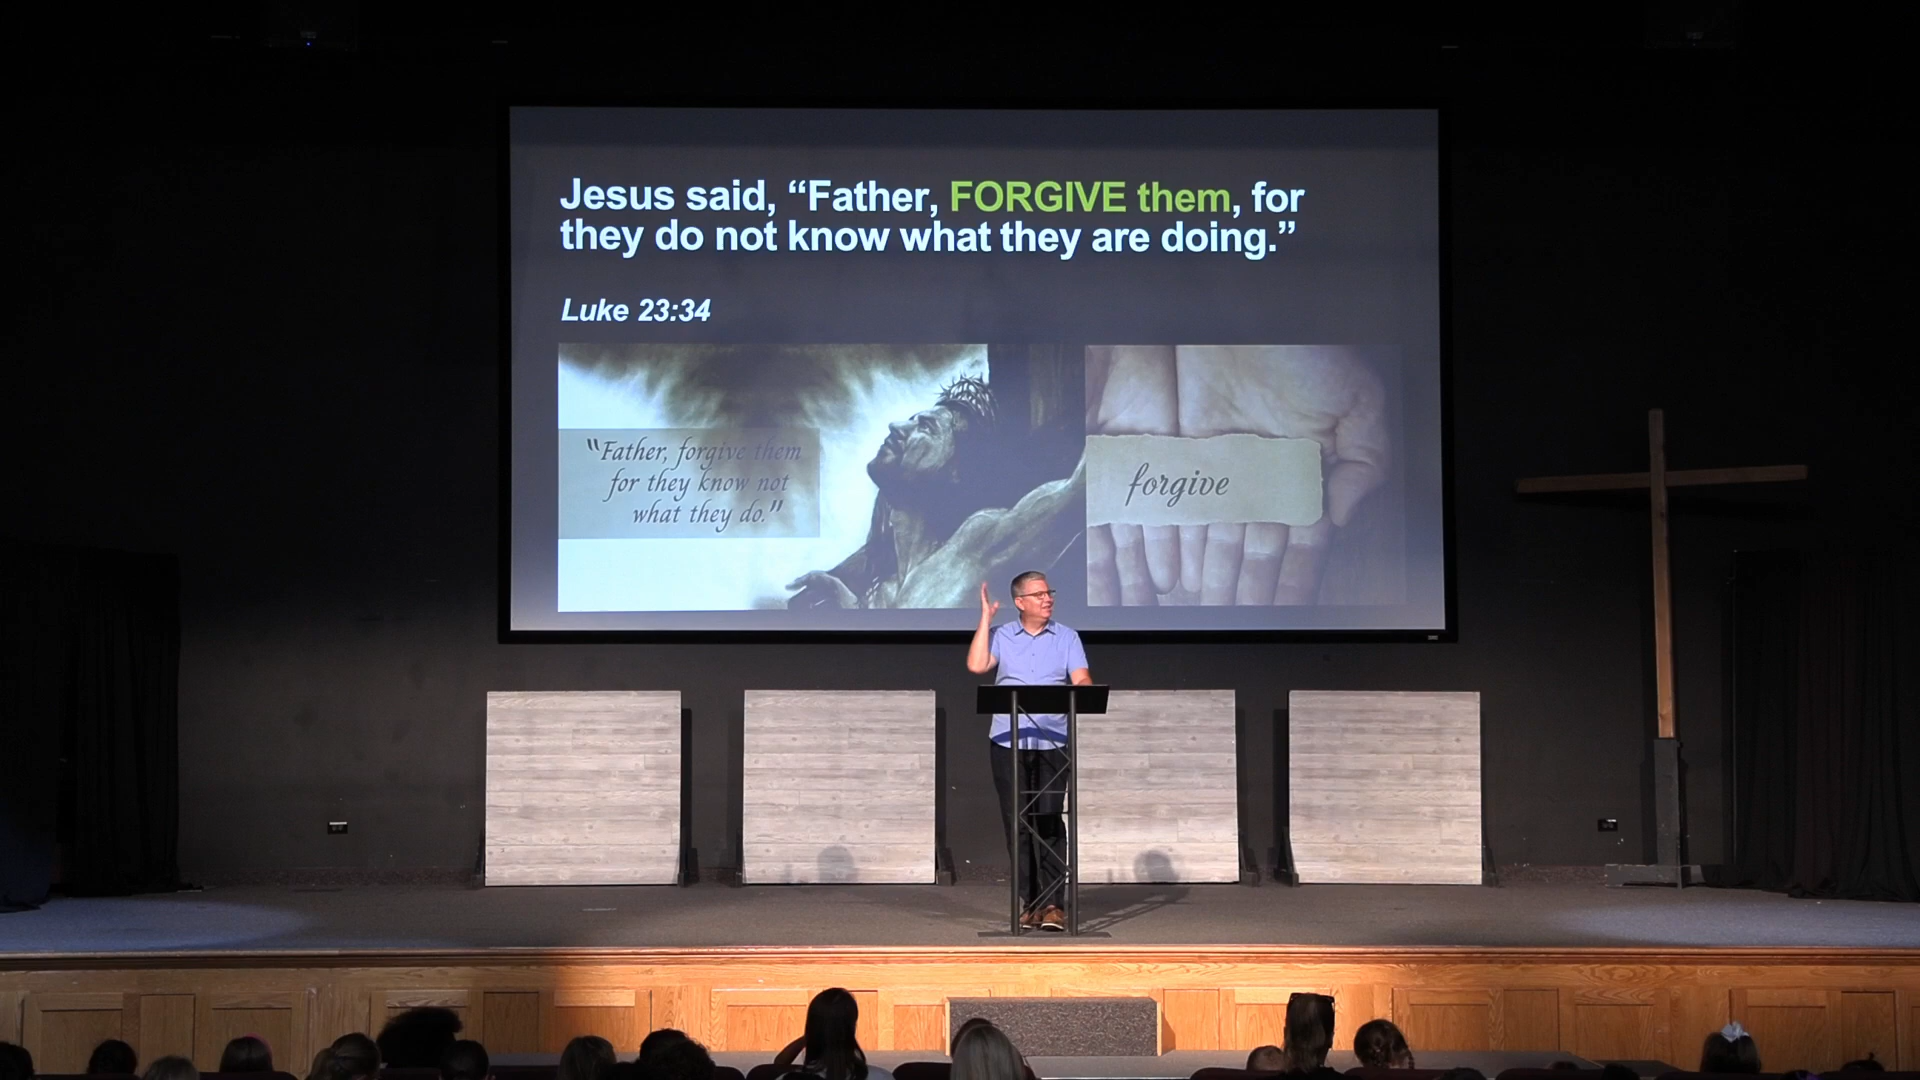 Jesus said, “Father, FORGIVE them, for
they do not know what they are doing.”
Luke 23:34
"Father, forgive them
for they know not
what they do."
forgive